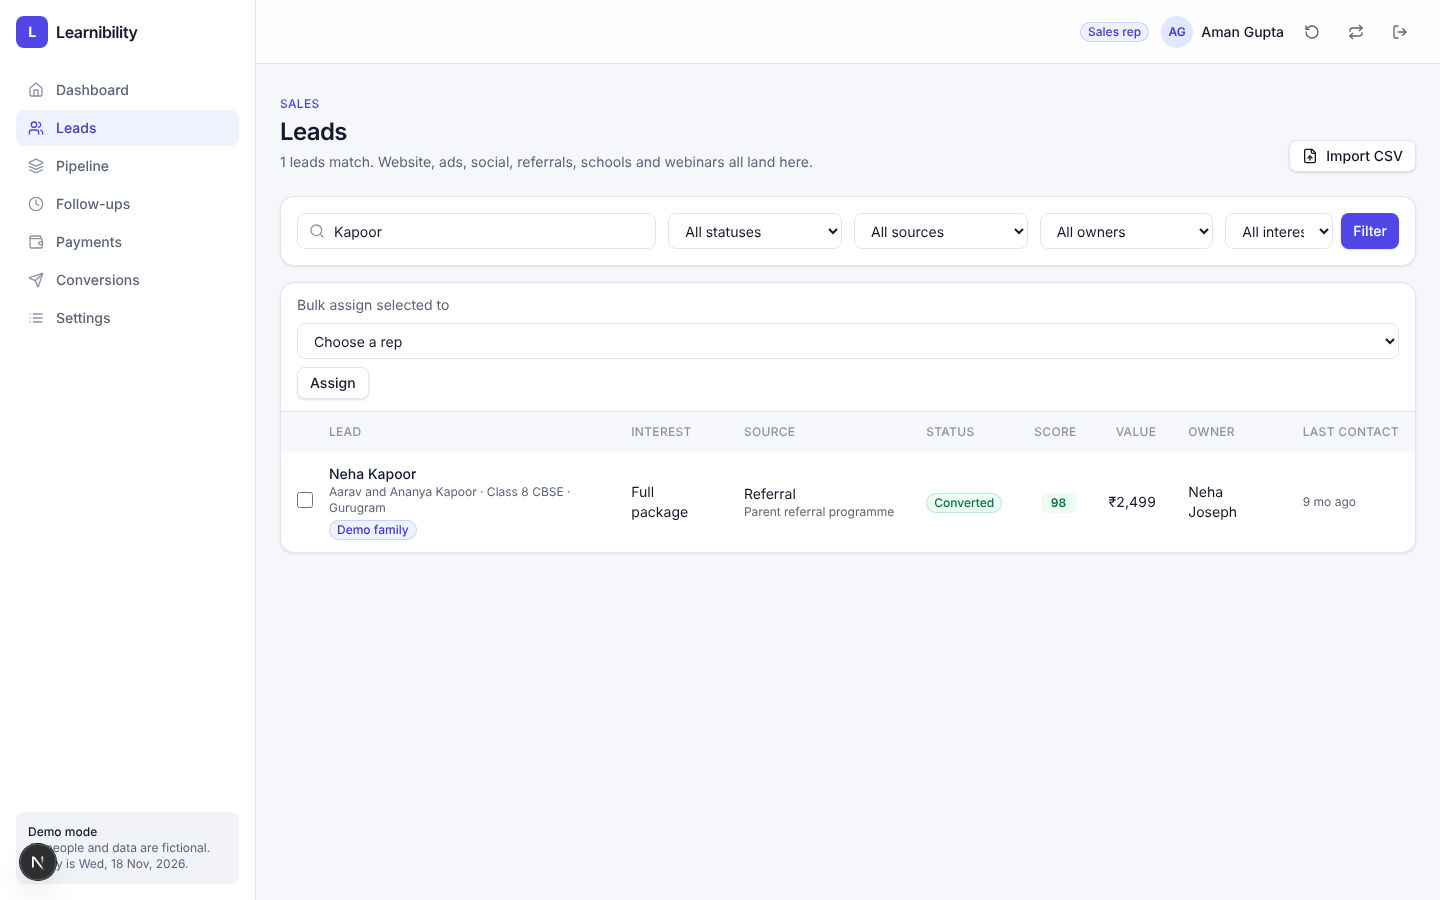 L Learnibility
Sales rep AG Aman Gupta
Dashboard
Leads
Pipeline
Follow-ups
Payments
Conversions
Settings
SALES
Leads
1 leads match. Website, ads, social, referrals, schools and webinars all land here.
Import CSV
Kapoor All statuses All sources All owners All interes Filter
Bulk assign selected to
Choose a rep
Assign
LEAD INTEREST SOURCE STATUS SCORE VALUE OWNER LAST CONTACT
Neha Kapoor
Aarav and Ananya Kapoor · Class 8 CBSE ·
Gurugram
Demo family
Full
package
Referral
Parent referral programme
Converted
98
₹2,499
Neha
Joseph
9 mo ago
Demo mode
people and data are fictional.
is Wed, 18 Nov, 2026.
N